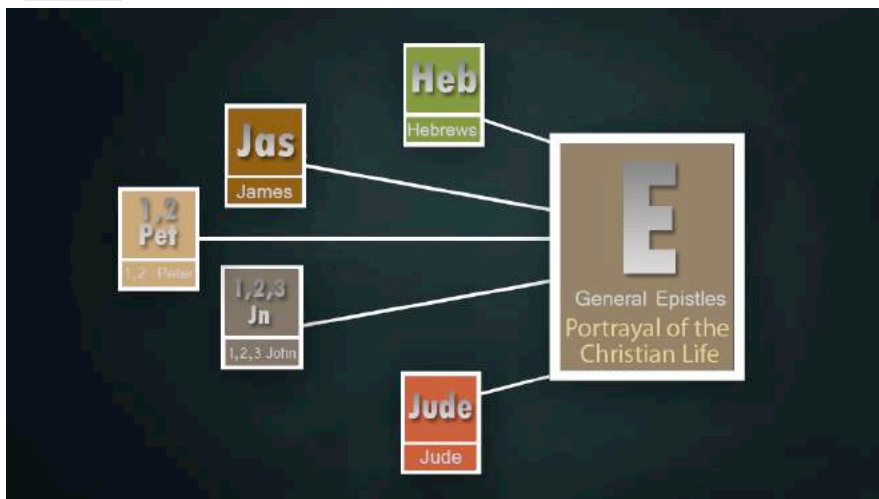 Heb
Hebrews
Jas
James
1,2
Pet
1,2 Peter
1,2,3
Jn
1,2,3 John
Jude
Jude
E
General Epistles
Portrayal of the
Christian Life